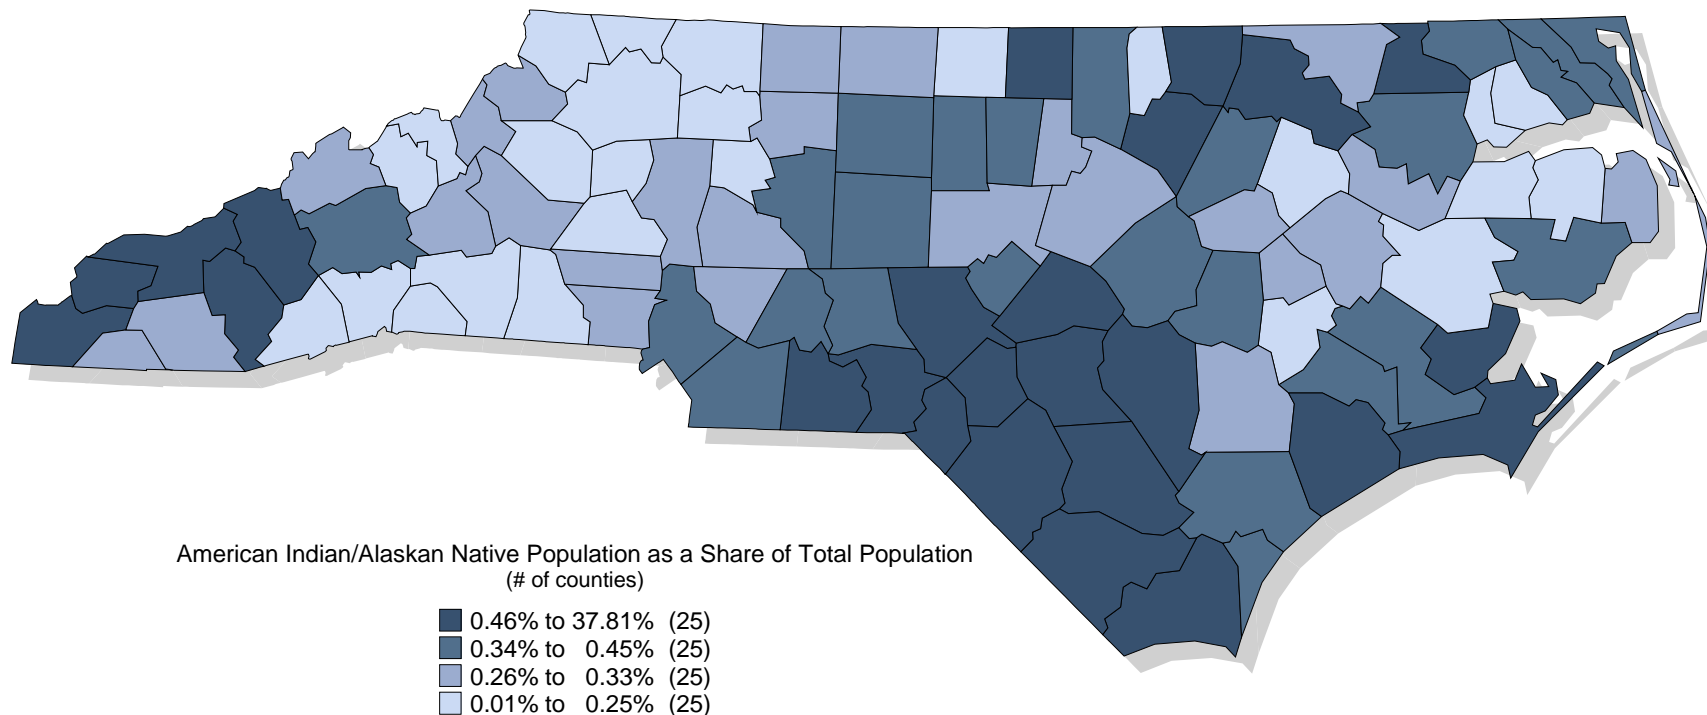 American Indian/Alaskan Native Population as a Share of Total Population
(# of counties)
0.46% to 37.81% (25)
0.34% to 0.45% (25)
0.26% to 0.33% (25)
0.01% to 0.25% (25)